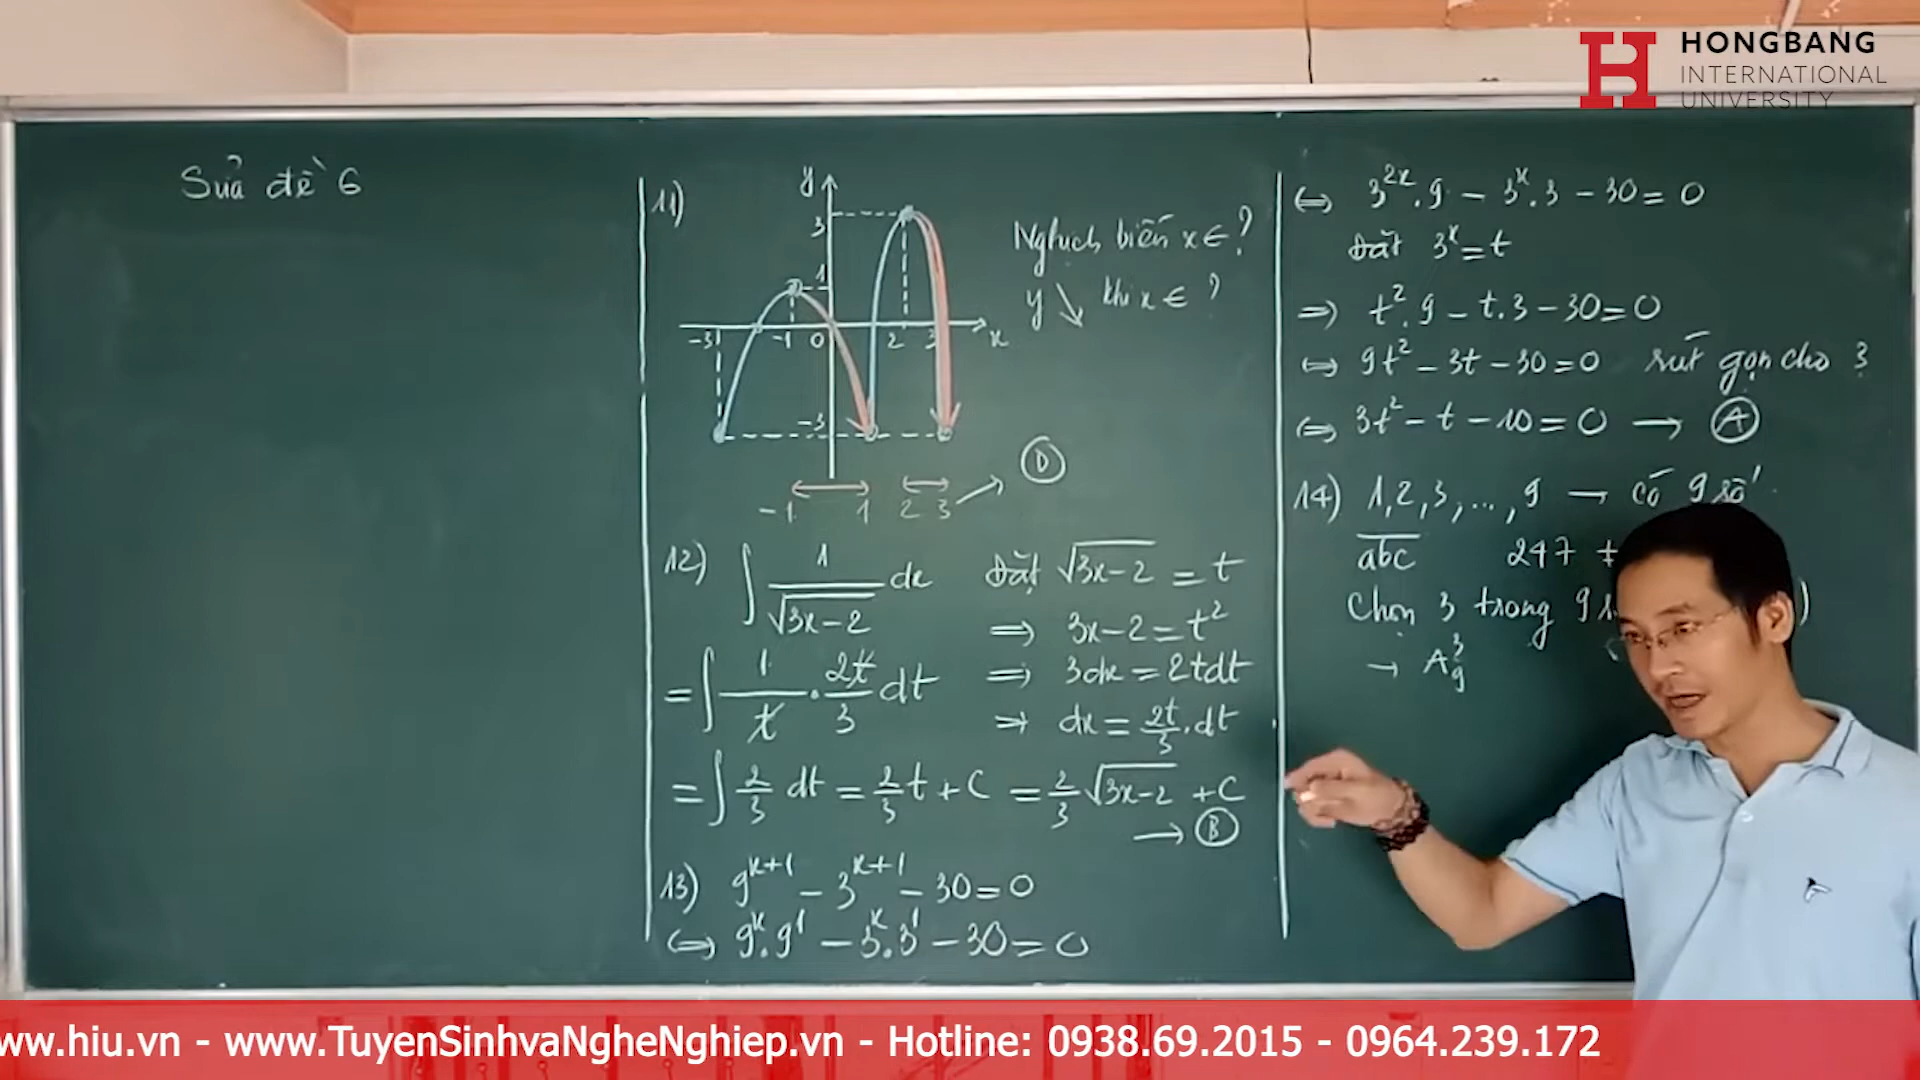 HONGBANG
INTERNATIONAL
UNIVERSITY
Sửa đề 6
11)
y
3
1
-3 -1 0 2 3 x
-3
-1 1 2 3
D
Nghịch biến x ∈ ?
y ↘ khi x ∈ ?
12) ∫ 1/√(3x-2) dx
= ∫ 1/t . 2t/3 dt
= ∫ 2/3 dt = 2/3 t + C = 2/3 √(3x-2) + C
→ B
Đặt √(3x-2) = t
⇒ 3x-2 = t²
⇒ 3dx = 2tdt
⇒ dx = 2t/3 . dt
13) 9^(x+1) - 3^(x+1) - 30 = 0
⇔ 9^x . 9^1 - 3^x . 3^1 - 30 = 0
⇔ 3^(2x) . 9 - 3^x . 3 - 30 = 0
Đặt 3^x = t
⇒ t² . 9 - t . 3 - 30 = 0
⇔ 9t² - 3t - 30 = 0 rút gọn cho 3
⇔ 3t² - t - 10 = 0 → A
14) 1, 2, 3, ..., 9 → có 9 số
abc 247
Chọn 3 trong 9
→ A₉³
ww.hiu.vn - www.TuyenSinhvaNgheNghiep.vn - Hotline: 0938.69.2015 - 0964.239.172